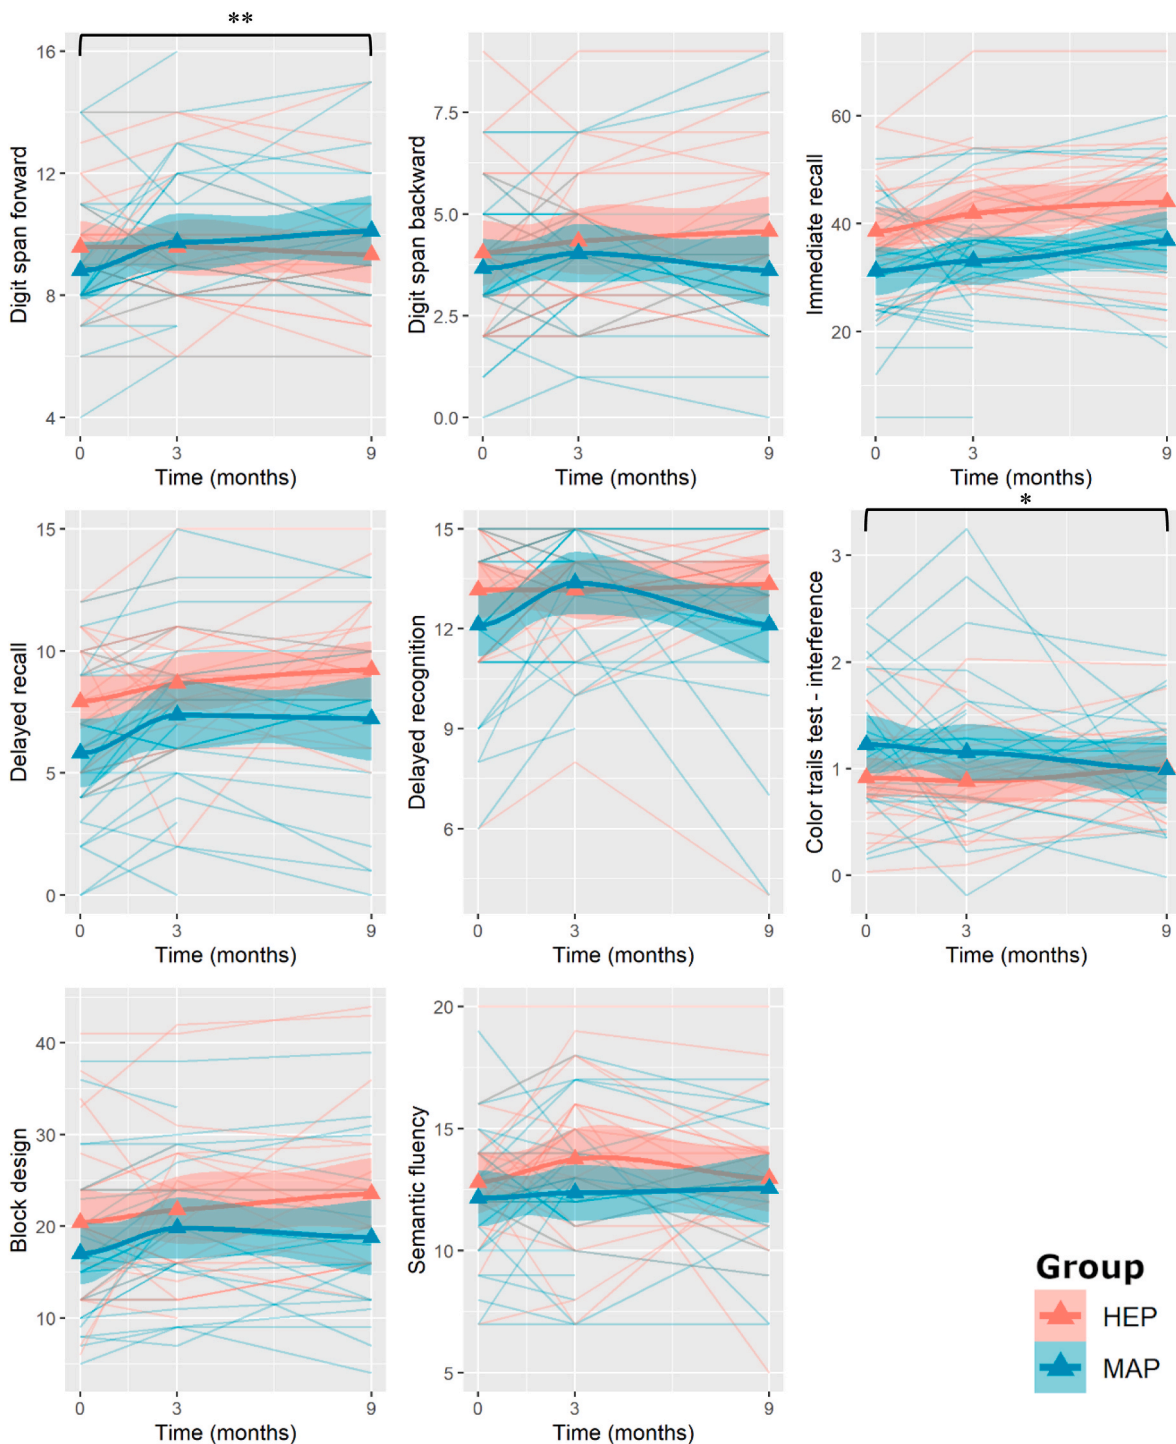 **
Digit span forward
16
12
8
4
0 3 9
Time (months)
Digit span backward
7.5
5.0
2.5
0.0
0 3 9
Time (months)
Immediate recall
60
40
20
0 3 9
Time (months)
Delayed recall
15
10
5
0
0 3 9
Time (months)
Delayed recognition
15
12
9
6
0 3 9
Time (months)
*
Color trails test - interference
3
2
1
0
0 3 9
Time (months)
Block design
40
30
20
10
0 3 9
Time (months)
Semantic fluency
20
15
10
5
0 3 9
Time (months)
Group
HEP
MAP